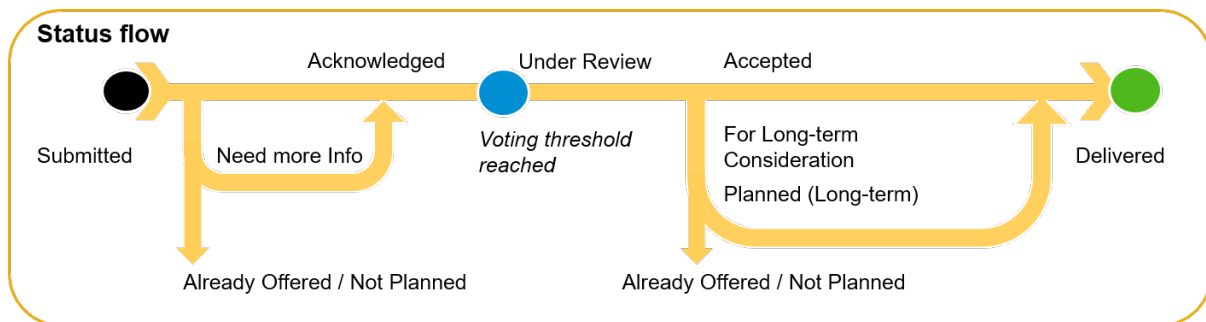 Status flow
Acknowledged
Under Review
Accepted
Submitted
Need more Info
Voting threshold
reached
For Long-term
Consideration
Planned (Long-term)
Delivered
Already Offered / Not Planned
Already Offered / Not Planned